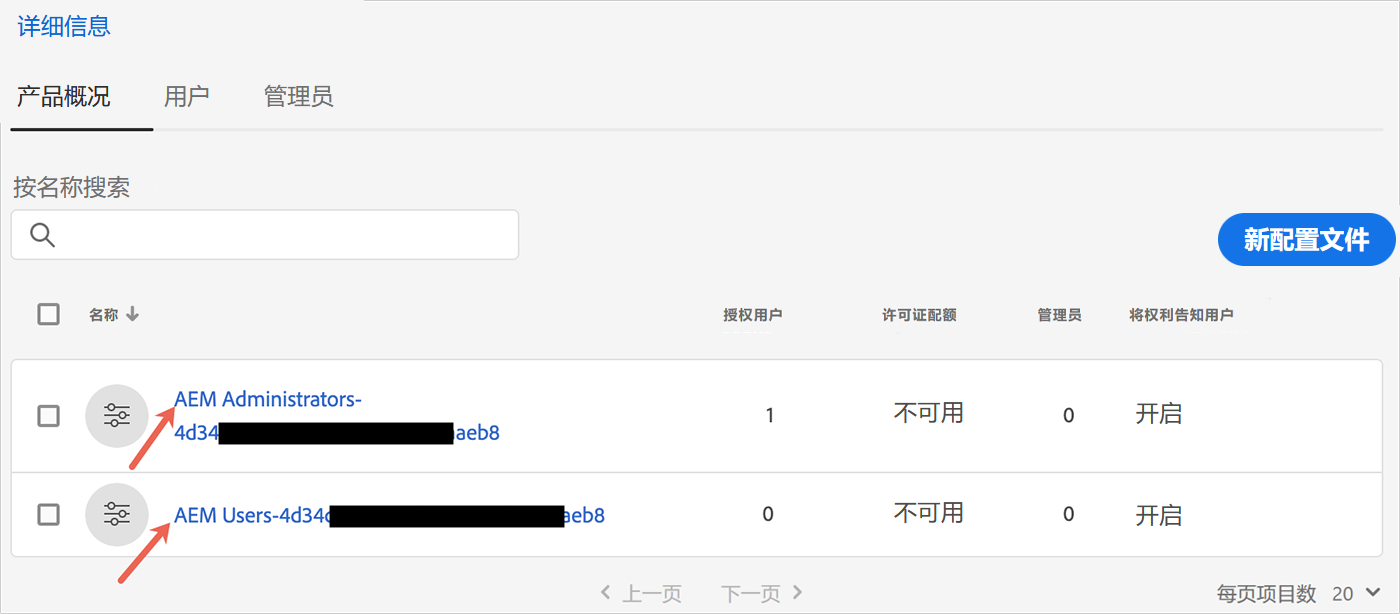 详细信息
产品概况 用户 管理员
按名称搜索
新配置文件
名称 授权用户 许可证配额 管理员 将权利告知用户
AEM Administrators-
4d34 aeb8
1 不可用 0 开启
AEM Users-4d34 aeb8 0 不可用 0 开启
上一页 下一页 每页项目数 20